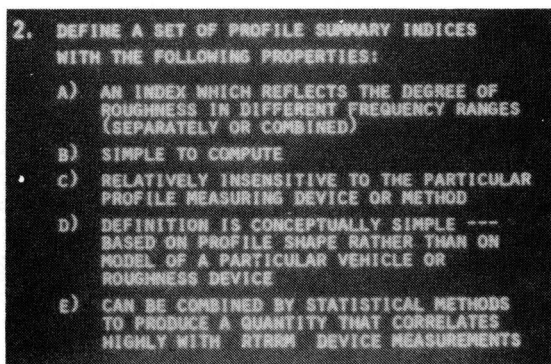 2. DEFINE A SET OF PROFILE SUMMARY INDICES
WITH THE FOLLOWING PROPERTIES:
A) AN INDEX WHICH REFLECTS THE DEGREE OF
ROUGHNESS IN DIFFERENT FREQUENCY RANGES
(SEPARATELY OR COMBINED)
B) SIMPLE TO COMPUTE
C) RELATIVELY INSENSITIVE TO THE PARTICULAR
PROFILE MEASURING DEVICE OR METHOD
D) DEFINITION IS CONCEPTUALLY SIMPLE ---
BASED ON PROFILE SHAPE RATHER THAN ON
MODEL OF A PARTICULAR VEHICLE OR
ROUGHNESS DEVICE
E) CAN BE COMBINED BY STATISTICAL METHODS
TO PRODUCE A QUANTITY THAT CORRELATES
HIGHLY WITH RTRRM DEVICE MEASUREMENTS